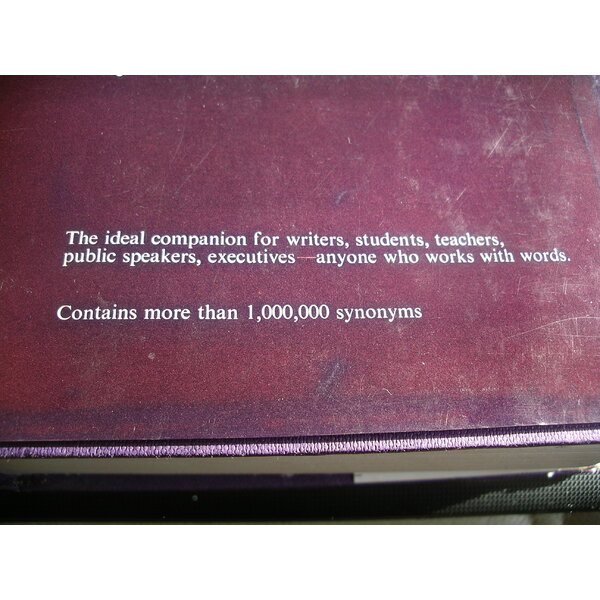 The ideal companion for writers, students, teachers,
public speakers, executives—anyone who works with words.
Contains more than 1,000,000 synonyms